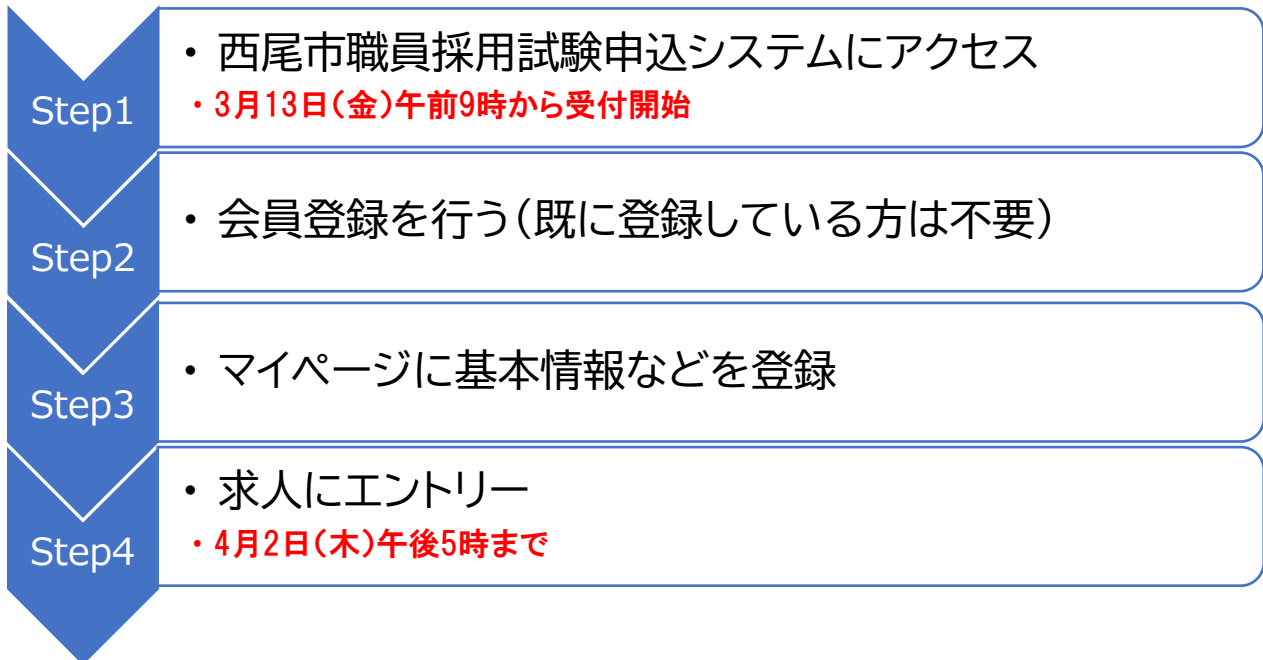 Step1
・ 西尾市職員採用試験申込システムにアクセス
・ 3月13日(金)午前9時から受付開始
Step2
・ 会員登録を行う(既に登録している方は不要)
Step3
・ マイページに基本情報などを登録
Step4
・ 求人にエントリー
・ 4月2日(木)午後5時まで